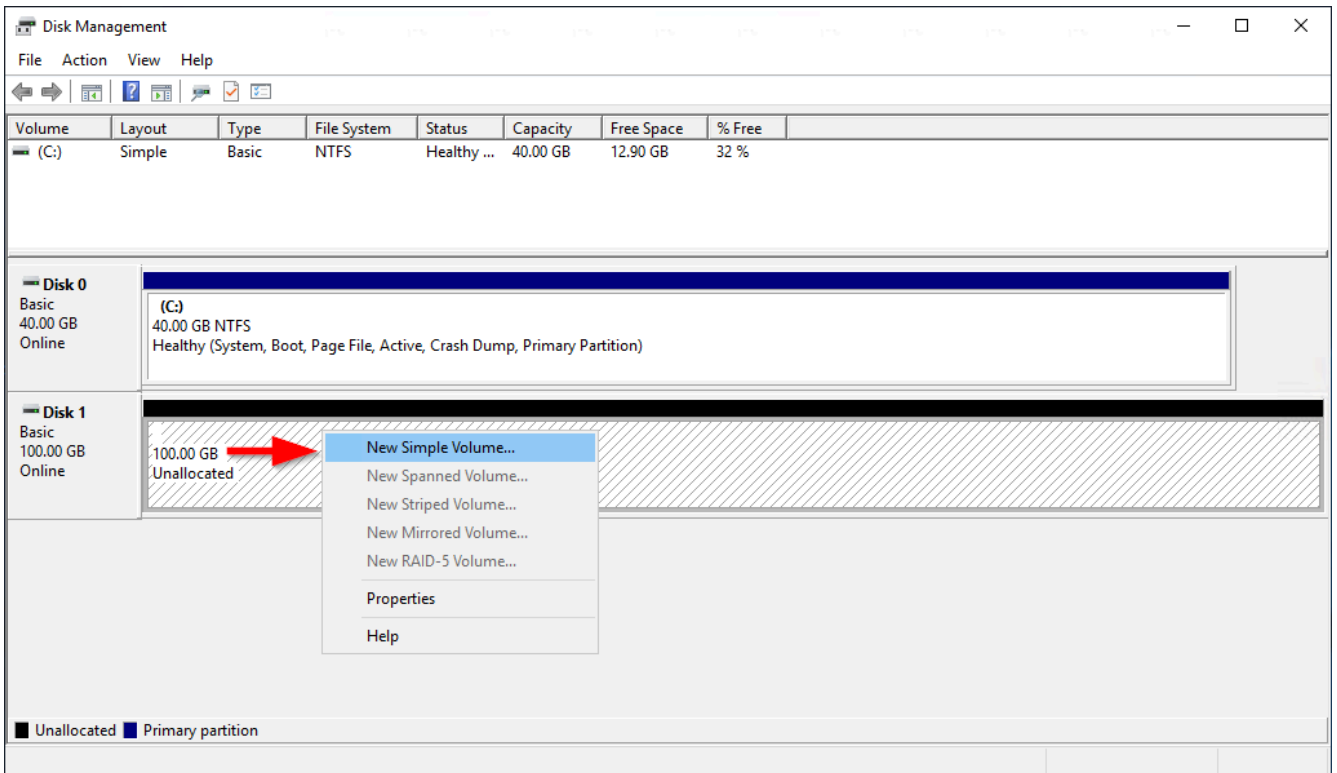 Disk Management
File Action View Help
Volume Layout Type File System Status Capacity Free Space % Free
(C:) Simple Basic NTFS Healthy ... 40.00 GB 12.90 GB 32 %
Disk 0
Basic
40.00 GB
Online
(C:)
40.00 GB NTFS
Healthy (System, Boot, Page File, Active, Crash Dump, Primary Partition)
Disk 1
Basic
100.00 GB
Online
100.00 GB
Unallocated
New Simple Volume...
New Spanned Volume...
New Striped Volume...
New Mirrored Volume...
New RAID-5 Volume...
Properties
Help
Unallocated Primary partition